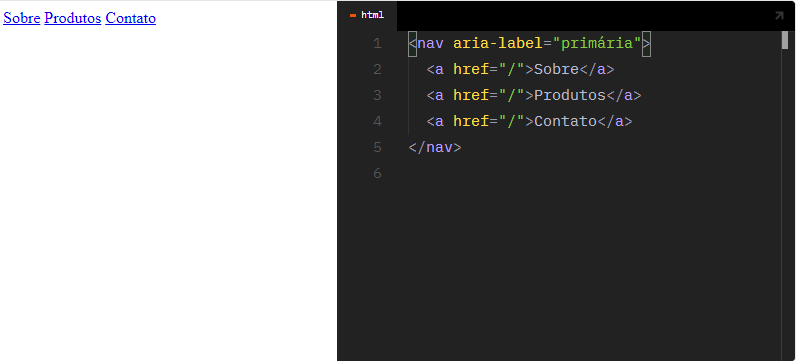 Sobre Produtos Contato
html
1 <nav aria-label="primária">
2 <a href="/">Sobre</a>
3 <a href="/">Produtos</a>
4 <a href="/">Contato</a>
5 </nav>
6